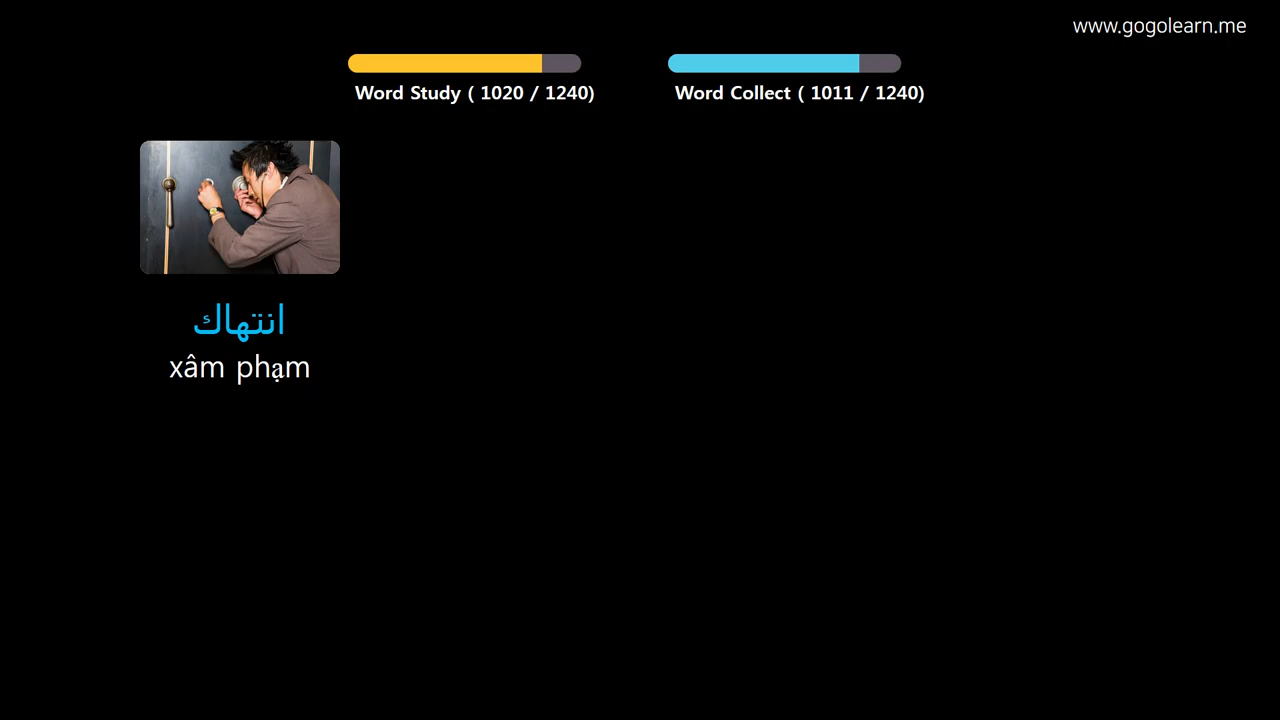 www.gogolearn.me
Word Study ( 1020 / 1240)
Word Collect ( 1011 / 1240)
انتهاك
xâm phạm